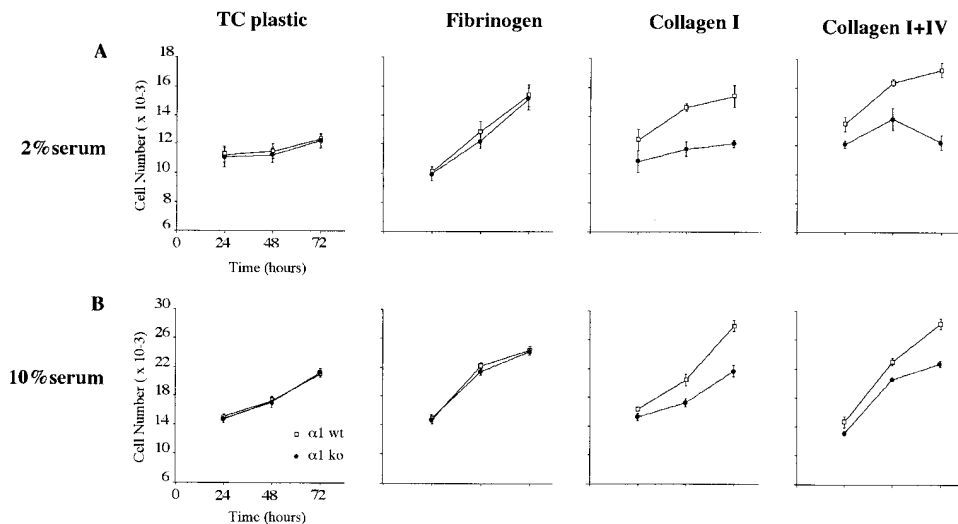 TC plastic Fibrinogen Collagen I Collagen I+IV
A
2%serum
Cell Number ( x 10-3)
18
16
14
12
10
8
6
0 24 48 72
Time (hours)
B
10%serum
Cell Number ( x 10-3)
30
26
22
18
14
10
6
α1 wt
α1 ko
0 24 48 72
Time (hours)